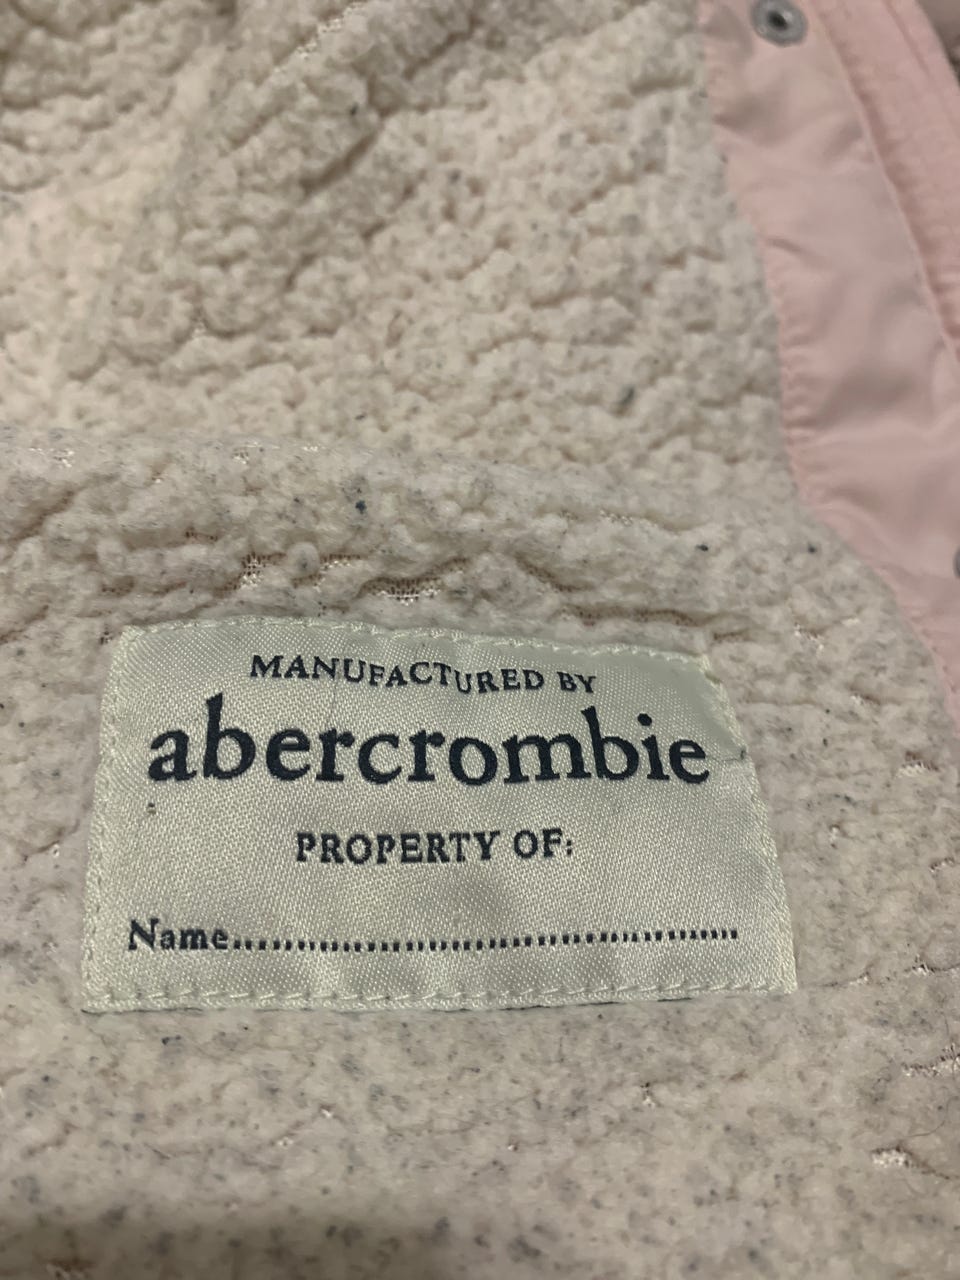 MANUFACTURED BY
abercrombie
PROPERTY OF:
Name.............................................